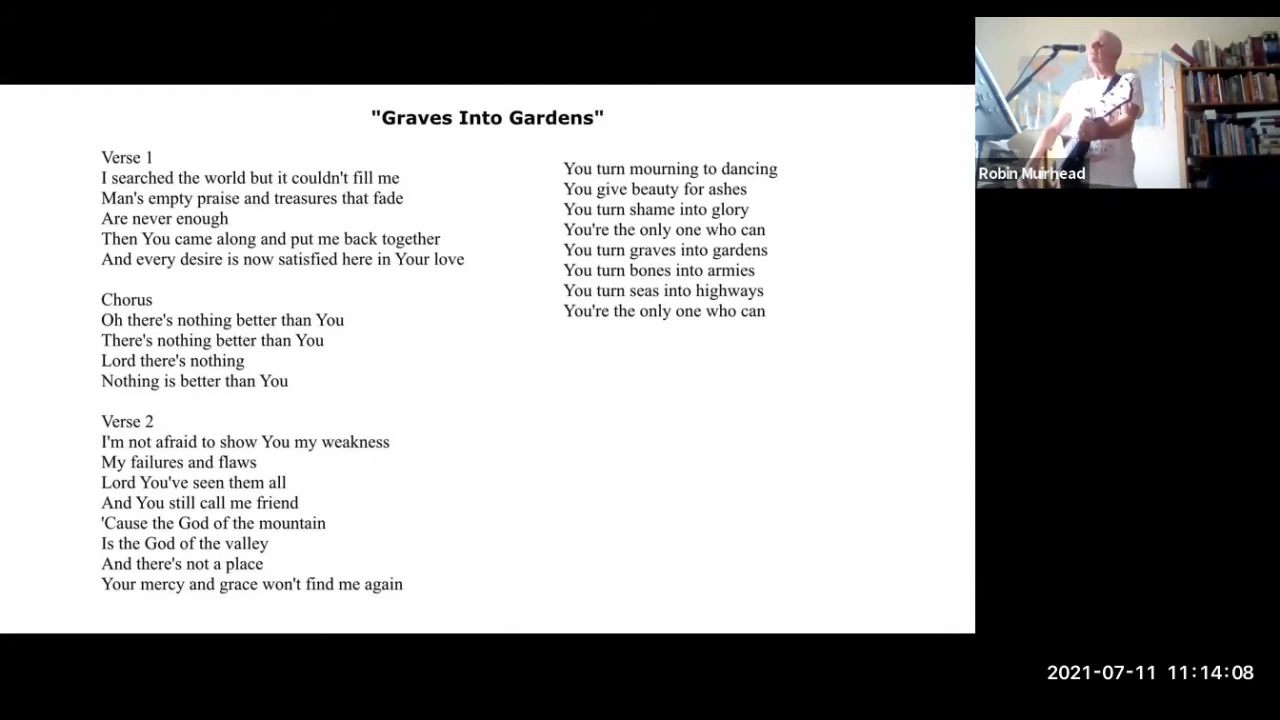 "Graves Into Gardens"
Verse 1
I searched the world but it couldn't fill me
Man's empty praise and treasures that fade
Are never enough
Then You came along and put me back together
And every desire is now satisfied here in Your love
Chorus
Oh there's nothing better than You
There's nothing better than You
Lord there's nothing
Nothing is better than You
Verse 2
I'm not afraid to show You my weakness
My failures and flaws
Lord You've seen them all
And You still call me friend
'Cause the God of the mountain
Is the God of the valley
And there's not a place
Your mercy and grace won't find me again
You turn mourning to dancing
You give beauty for ashes
You turn shame into glory
You're the only one who can
You turn graves into gardens
You turn bones into armies
You turn seas into highways
You're the only one who can
Robin Muirhead
2021-07-11 11:14:08